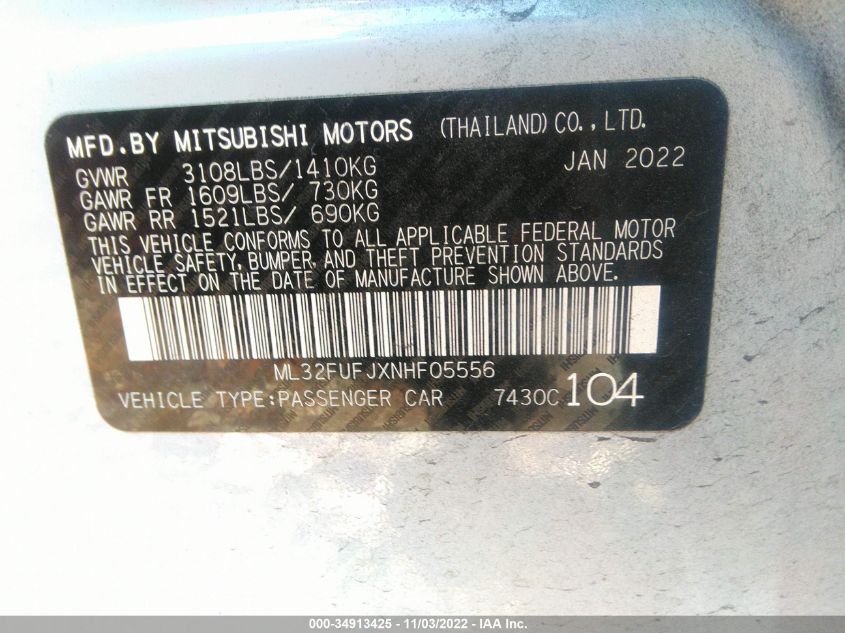 MFD.BY MITSUBISHI MOTORS (THAILAND) CO., LTD.
GVWR 3108LBS/1410KG JAN 2022
GAWR FR 1609LBS/ 730KG
GAWR RR 1521LBS/ 690KG
THIS VEHICLE CONFORMS TO ALL APPLICABLE FEDERAL MOTOR
VEHICLE SAFETY, BUMPER, AND THEFT PREVENTION STANDARDS
IN EFFECT ON THE DATE OF MANUFACTURE SHOWN ABOVE.
ML32FUFJXNHF05556
VEHICLE TYPE:PASSENGER CAR 7430C 104
000-34913425 - 11/03/2022 - IAA Inc.